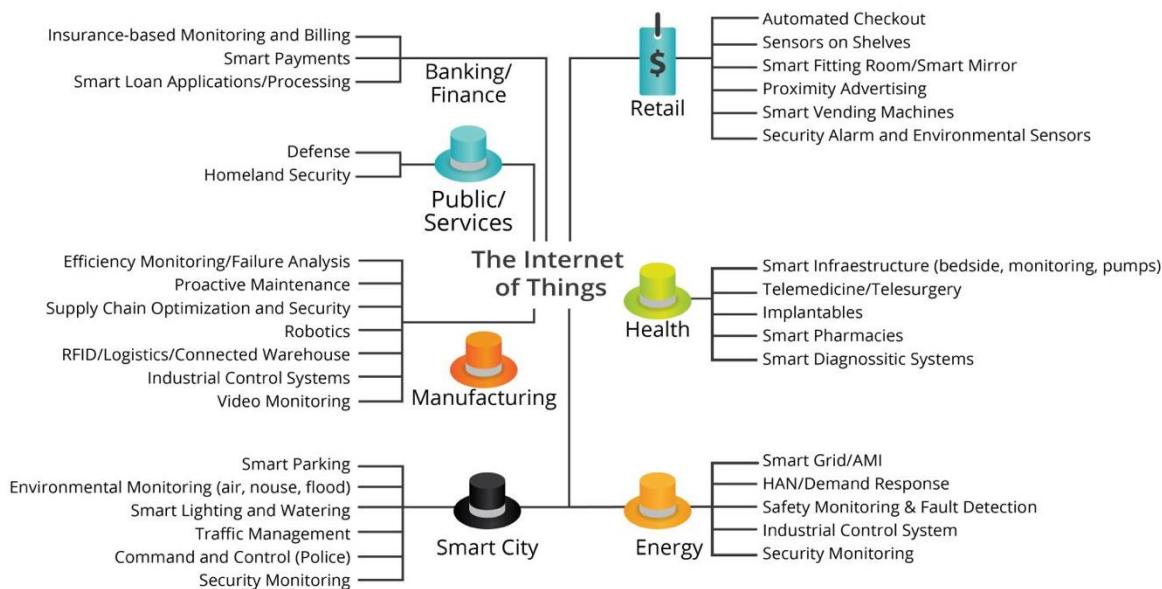 Insurance-based Monitoring and Billing
Smart Payments
Smart Loan Applications/Processing
Banking/
Finance
Defense
Homeland Security
Public/
Services
Efficiency Monitoring/Failure Analysis
Proactive Maintenance
Supply Chain Optimization and Security
Robotics
RFID/Logistics/Connected Warehouse
Industrial Control Systems
Video Monitoring
Manufacturing
Smart Parking
Environmental Monitoring (air, nouse, flood)
Smart Lighting and Watering
Traffic Management
Command and Control (Police)
Security Monitoring
Smart City
The Internet
of Things
$
Retail
Automated Checkout
Sensors on Shelves
Smart Fitting Room/Smart Mirror
Proximity Advertising
Smart Vending Machines
Security Alarm and Environmental Sensors
Health
Smart Infraestructure (bedside, monitoring, pumps)
Telemedicine/Telesurgery
Implantables
Smart Pharmacies
Smart Diagnossitic Systems
Energy
Smart Grid/AMI
HAN/Demand Response
Safety Monitoring & Fault Detection
Industrial Control System
Security Monitoring